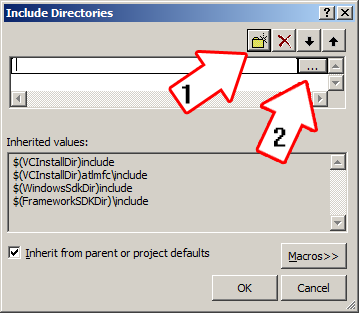 Include Directories
1
...
2
Inherited values:
$(VCInstallDir)include
$(VCInstallDir)atlmfc\include
$(WindowsSdkDir)include
$(FrameworkSDKDir)\include
Inherit from parent or project defaults
Macros>>
OK
Cancel